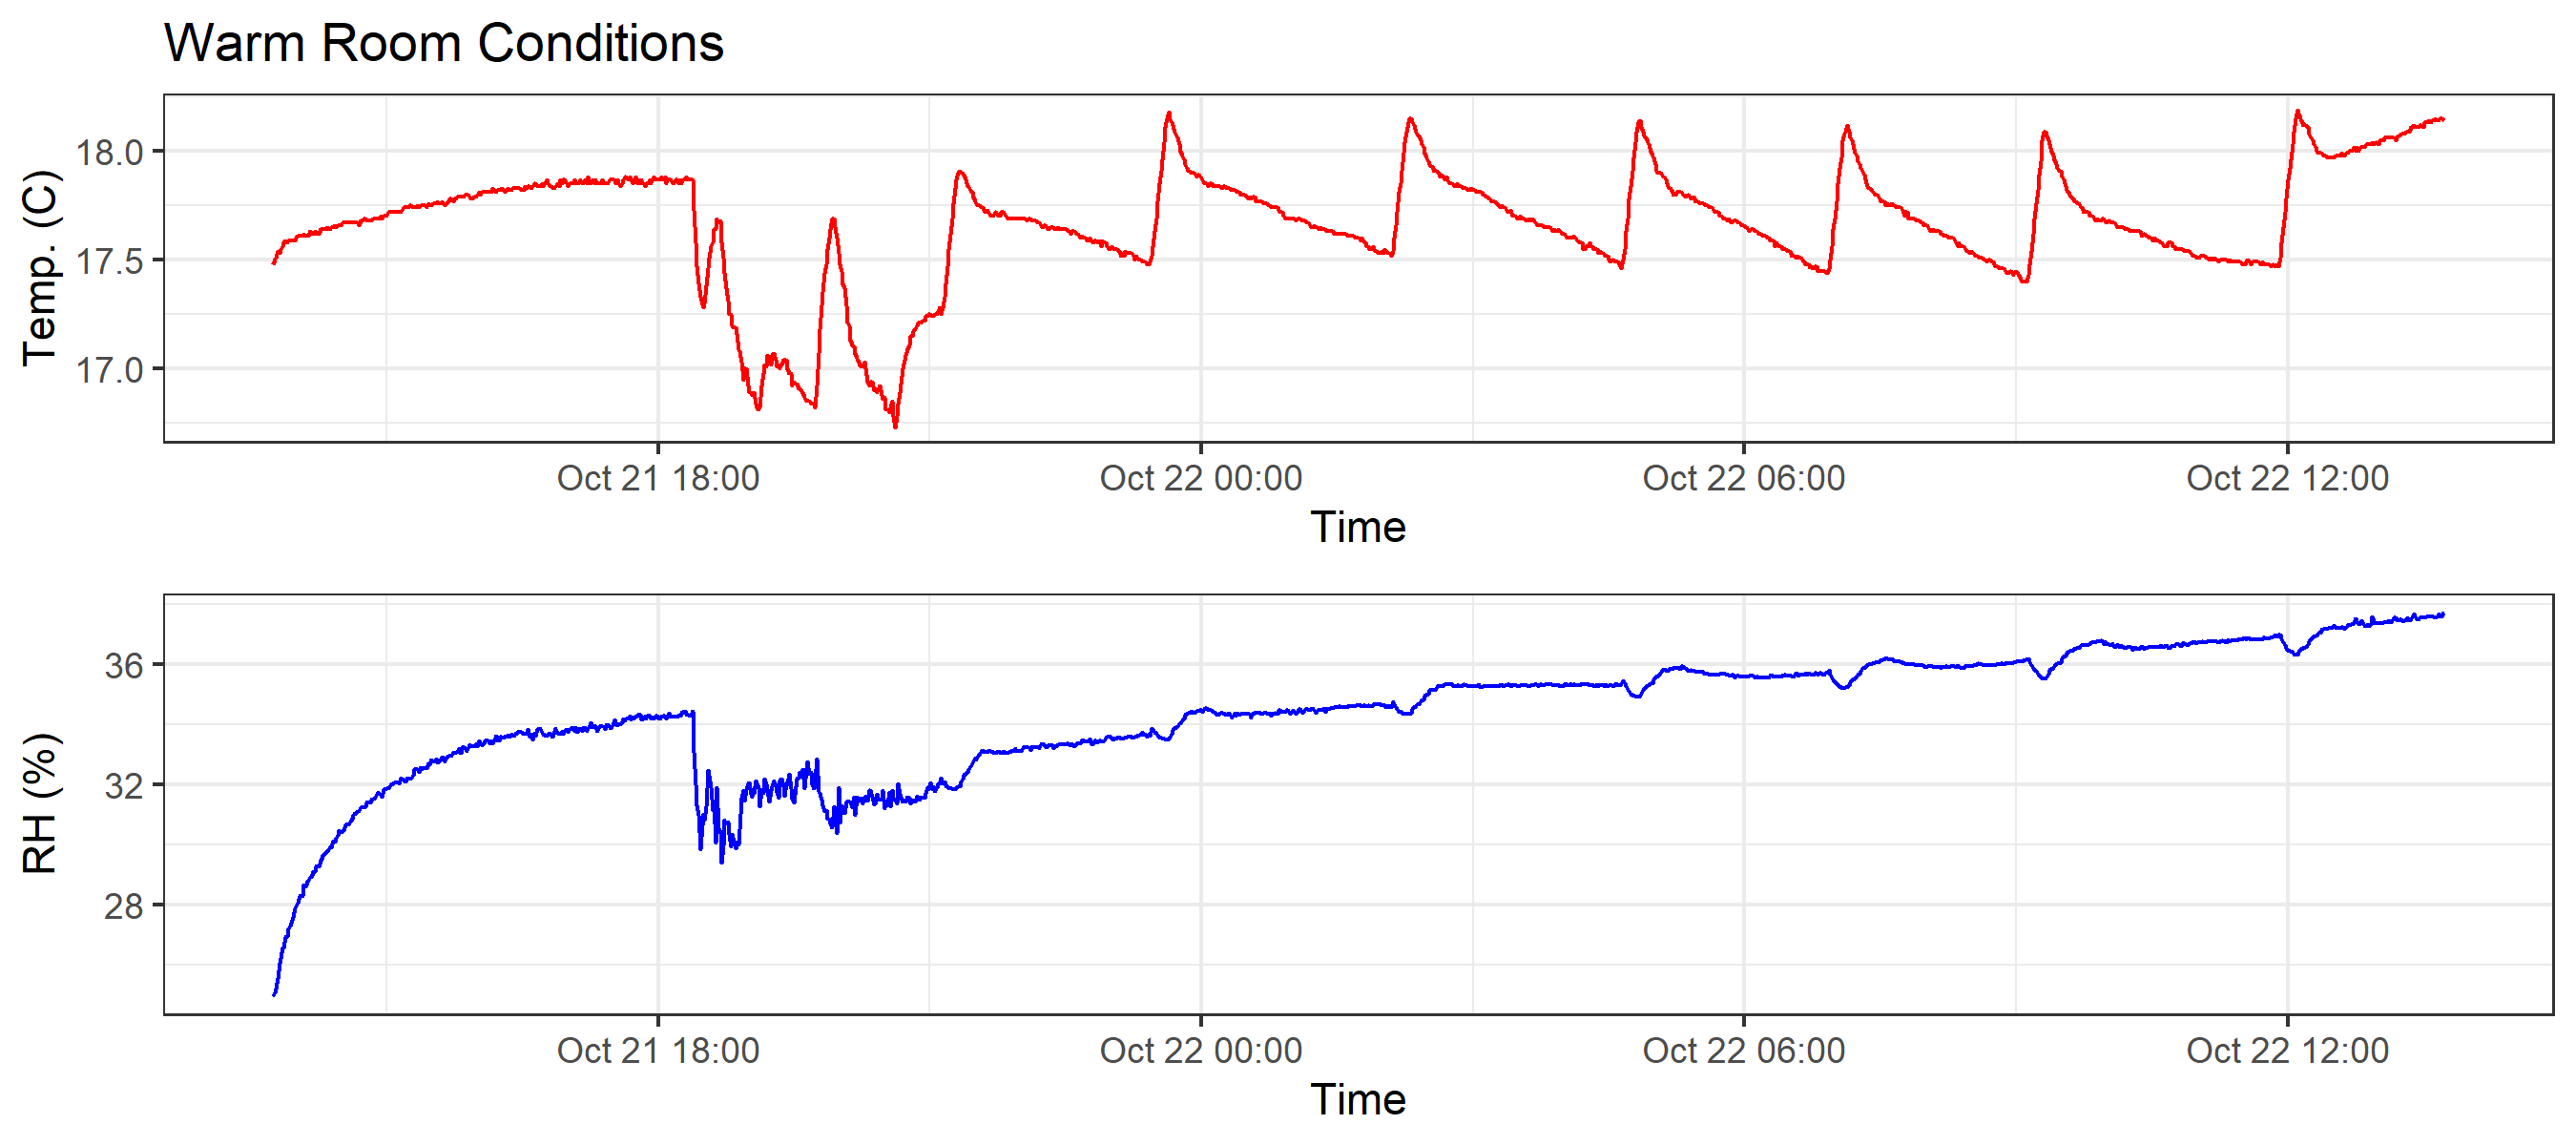 Warm Room Conditions
Temp. (C)
18.0
17.5
17.0
Oct 21 18:00 Oct 22 00:00 Oct 22 06:00 Oct 22 12:00
Time
RH (%)
36
32
28
Oct 21 18:00 Oct 22 00:00 Oct 22 06:00 Oct 22 12:00
Time